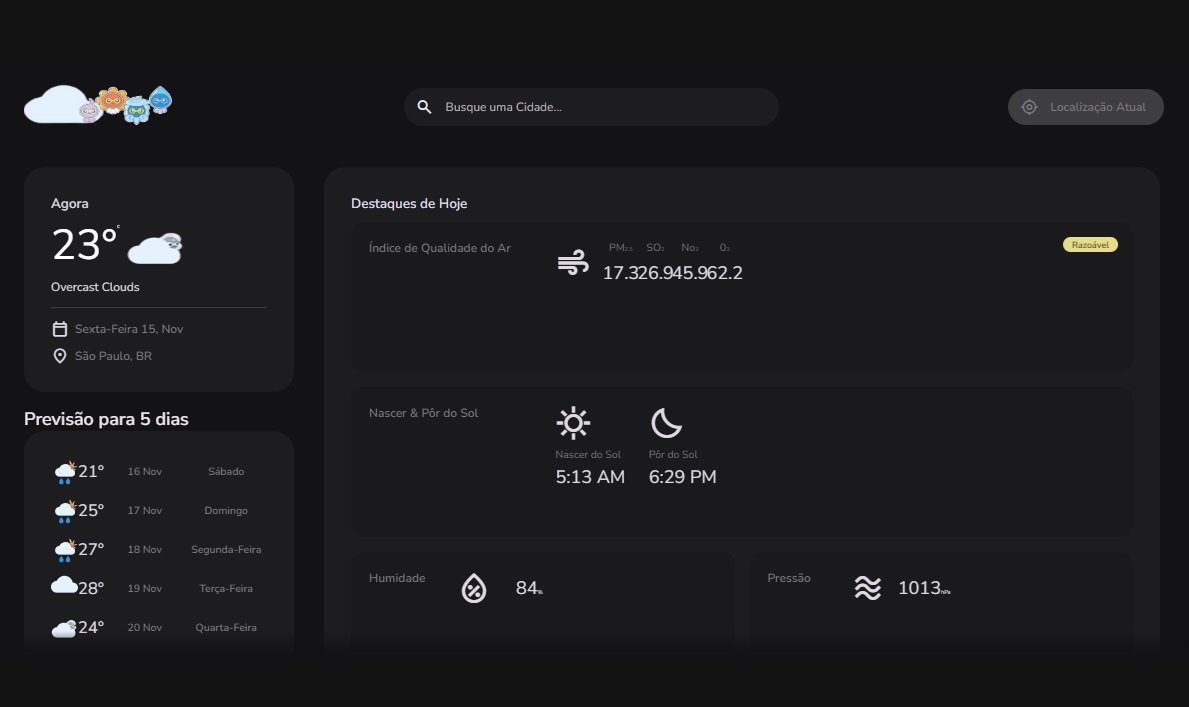 Busque uma Cidade...
Localização Atual
Agora
23°c
Overcast Clouds
Sexta-Feira 15, Nov
São Paulo, BR
Previsão para 5 dias
21° 16 Nov Sábado
25° 17 Nov Domingo
27° 18 Nov Segunda-Feira
28° 19 Nov Terça-Feira
24° 20 Nov Quarta-Feira
Destaques de Hoje
Índice de Qualidade do Ar
PM2.5 SO2 No2 03
17.326.945.962.2
Razoável
Nascer & Pôr do Sol
Nascer do Sol
5:13 AM
Pôr do Sol
6:29 PM
Humidade
84%
Pressão
1013hPa